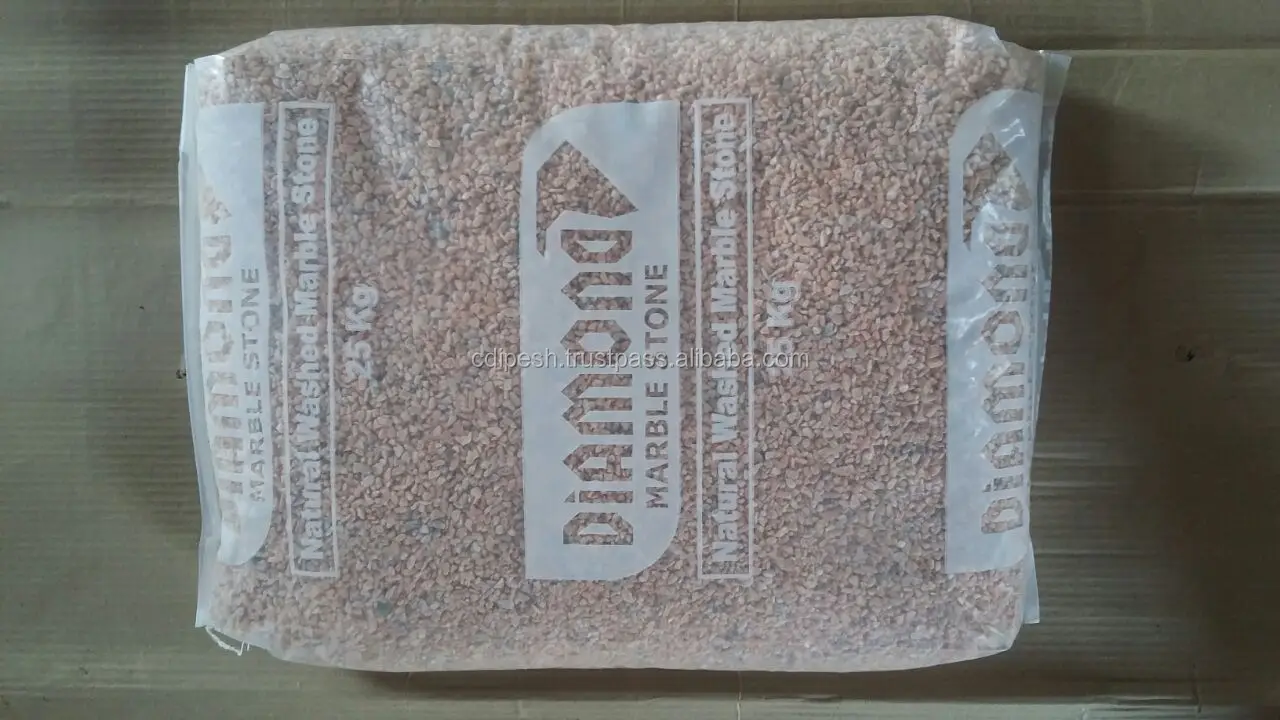 Diamond
MARBLE STONE
Natural Washed Marble Stone
25 Kg
Diamond
MARBLE STONE
Natural Washed Marble Stone
25 Kg
Diamond
cdipesh.trustpass.alibaba.com